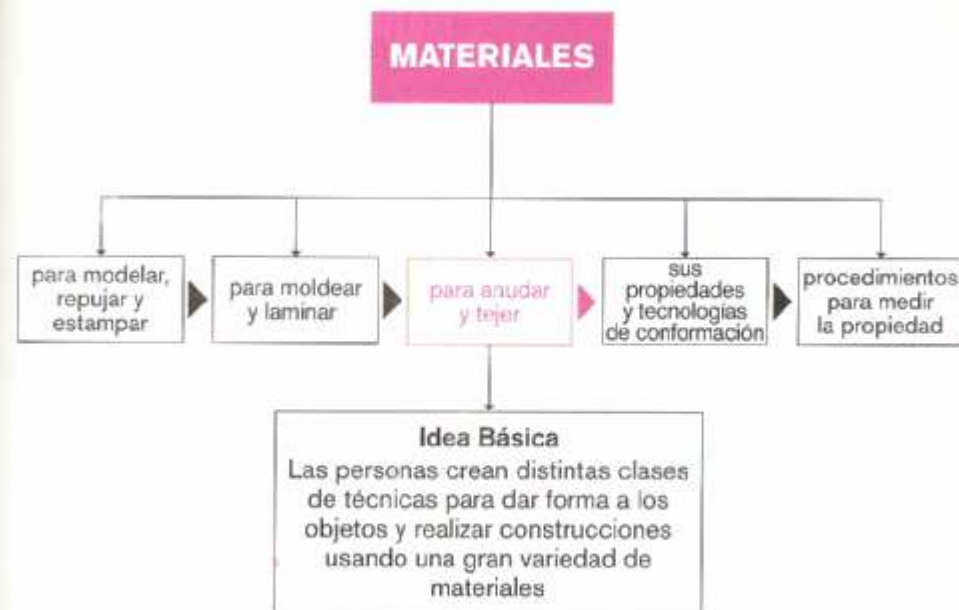 MATERIALES
para modelar,
repujar y
estampar
para moldear
y laminar
para anudar
y tejer
sus
propiedades
y tecnologías
de conformación
procedimientos
para medir
la propiedad
Idea Básica
Las personas crean distintas clases
de técnicas para dar forma a los
objetos y realizar construcciones
usando una gran variedad de
materiales